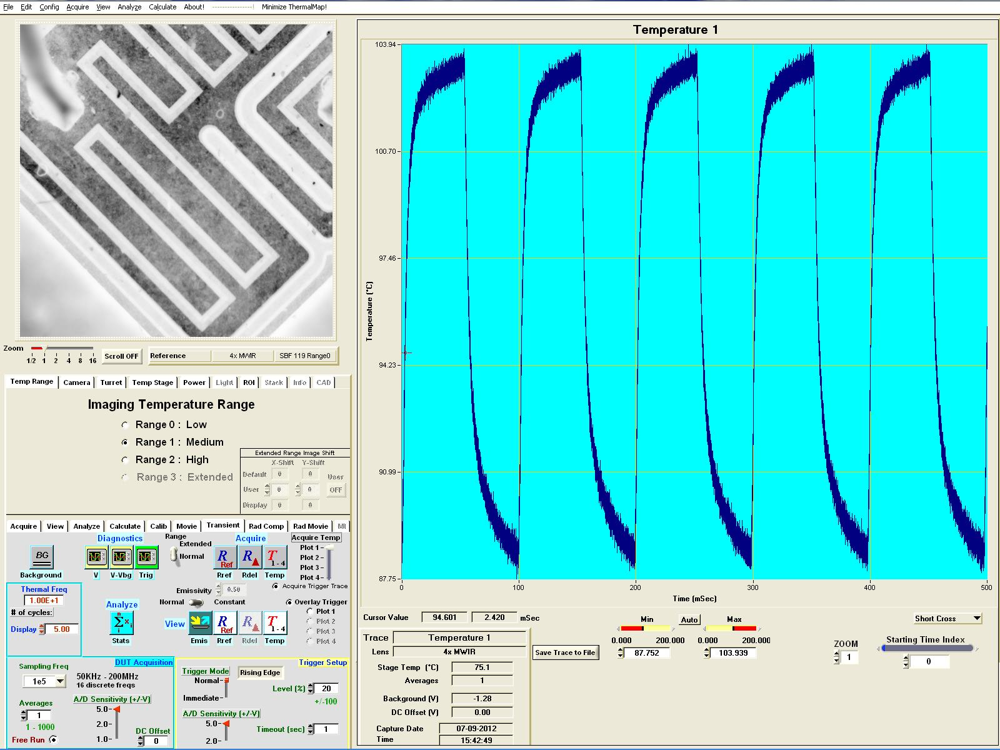 File Edit Config Acquire View Analyze Calculate About! Minimize ThermalMap!
Temperature 1
103.94
100.70
97.46
94.23
90.99
87.75
Temperature (°C)
0 100 200 300 400 500
Time (mSec)
Zoom
1/2 1 2 4 8 16
Scroll OFF
Reference 4x MWIR SBF 119 Range0
Temp Range Camera Turret Temp Stage Power Light ROI Stack Info CAD
Imaging Temperature Range
Range 0 : Low
Range 1 : Medium
Range 2 : High
Range 3 : Extended
Extended Range Image Shift
X-Shift Y-Shift
Default 0 0 User
User 0 0 OFF
Display 0 0
Acquire View Analyze Calculate Calib Movie Transient Rad Comp Rad Movie
Diagnostics
Range
Extended
Normal
Acquire
Acquire Temp
Plot 1
Plot 2
Plot 3
Plot 4
BG
Background
V V-Vbg Trig
R Ref R T 1-4
Rref Rdel Temp
Acquire Trigger Trace
Thermal Freq
1.00E+1
# of cycles:
Display 5.00
Emissivity 0.50
Normal Constant
Overlay Trigger
Plot 1
Plot 2
Plot 3
Plot 4
Analyze
n Σ xi i
Stats
View
R Ref R T 1-4
Emis Rref Rdel Temp
DUT Acquisition
Sampling Freq
1e5
50KHz - 200MHz
16 discrete freqs
Averages
1
1 - 1000
Free Run
A/D Sensitivity (+/-V)
5.0
2.0
1.0
DC Offset
0
Trigger Setup
Trigger Mode
Normal
Immediate
Rising Edge
Level (%) 20
+/-100
A/D Sensitivity (+/-V)
5.0
2.0
Timeout (sec) 1
Cursor Value 94.601 2.420 mSec
Trace Temperature 1
Lens 4x MWIR
Stage Temp (°C) 75.1
Averages 1
Background (V) -1.28
DC Offset (V) 0.00
Capture Date 07-09-2012
Time 15:42:49
Save Trace to File
Min Auto Max
0.000 200.000 0.000 200.000
87.752 103.939
Short Cross
ZOOM
1
Starting Time Index
0